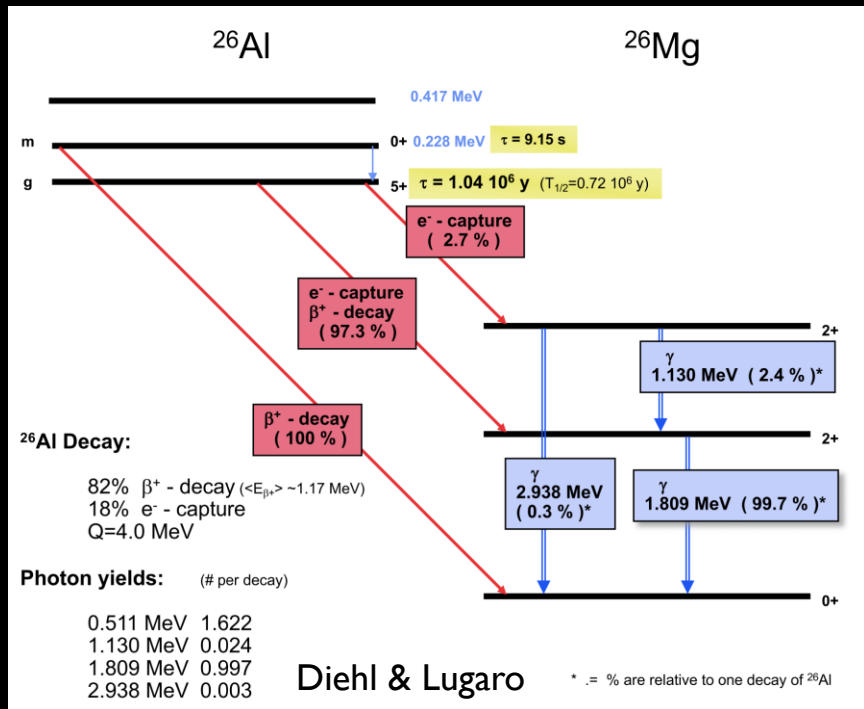 ²⁶Al
²⁶Mg
0.417 MeV
m
0+ 0.228 MeV τ = 9.15 s
g
5+ τ = 1.04 10⁶ y (T₁/₂=0.72 10⁶ y)
e⁻ - capture
( 2.7 % )
e⁻ - capture
β⁺ - decay
( 97.3 % )
2+
γ
1.130 MeV ( 2.4 % )*
β⁺ - decay
( 100 % )
2+
γ
2.938 MeV
( 0.3 % )*
γ
1.809 MeV ( 99.7 % )*
0+
²⁶Al Decay:
82% β⁺ - decay (<E_β+> ~1.17 MeV)
18% e⁻ - capture
Q=4.0 MeV
Photon yields: (# per decay)
0.511 MeV 1.622
1.130 MeV 0.024
1.809 MeV 0.997
2.938 MeV 0.003
Diehl & Lugaro
* .= % are relative to one decay of ²⁶Al